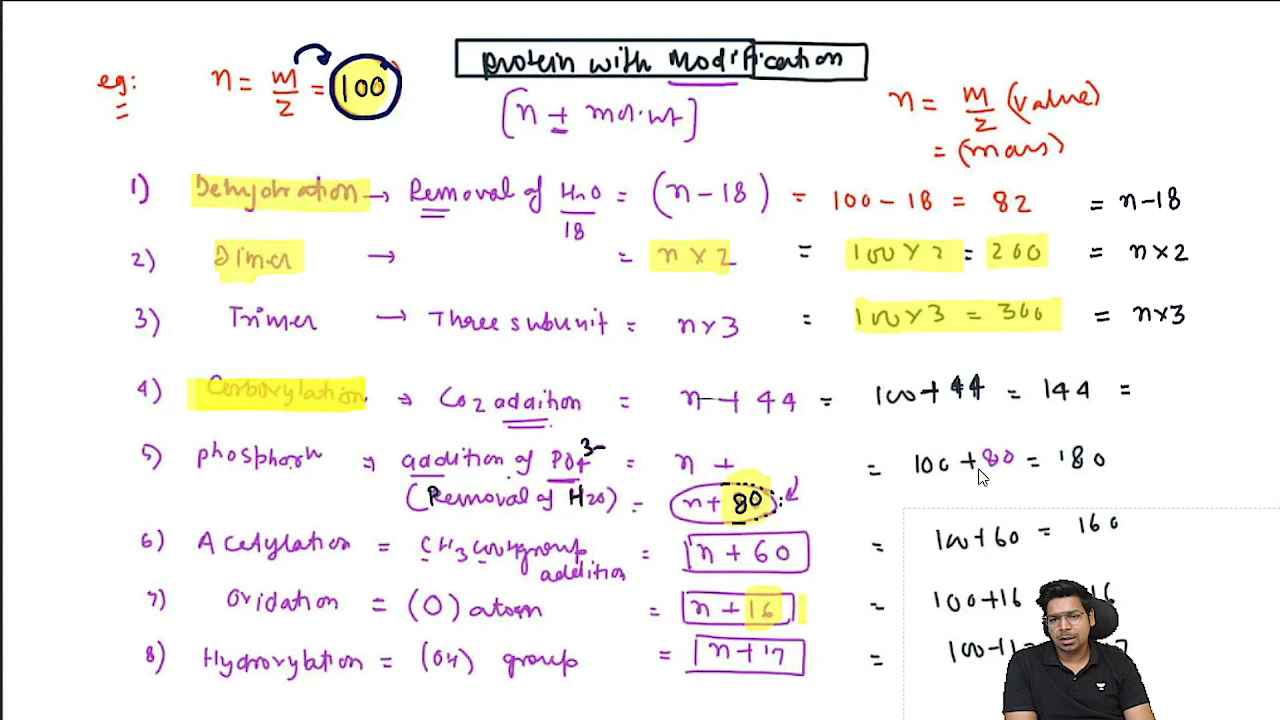 protein with Modification
eg: n = m/z = 100
[n ± mol.wt]
n = m/z (value)
= (mass)
1) Dehydration → Removal of H2O = (n-18) = 100 - 18 = 82 = n-18
18
2) Dimer → = n x 2 = 100 x 2 = 200 = n x 2
3) Trimer → Three subunit = n x 3 = 100 x 3 = 300 = n x 3
4) Carboxylation → CO2 addition = n + 44 = 100 + 44 = 144 =
5) phosphorn ⇒ addition of PO4 3- = n + = 100 + 80 = 180
(Removal of H2O) = n + 80
6) Acetylation = CH3COOH group addition = n + 60 = 100+60 = 160
7) Oxidation = (O) atom = n + 16 = 100+16 16
8) Hydroxylation = (OH) group = n + 17 =